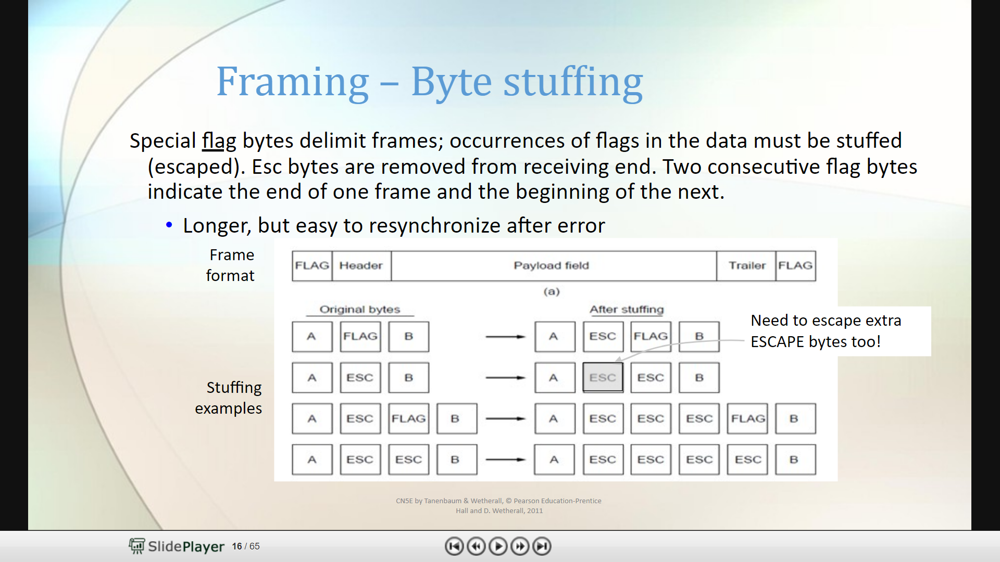 Framing – Byte stuffing
Special flag bytes delimit frames; occurrences of flags in the data must be stuffed
(escaped). Esc bytes are removed from receiving end. Two consecutive flag bytes
indicate the end of one frame and the beginning of the next.
• Longer, but easy to resynchronize after error
Frame
format
FLAG Header Payload field Trailer FLAG
(a)
Original bytes After stuffing
Need to escape extra
ESCAPE bytes too!
A FLAG B A ESC FLAG B
A ESC B A ESC ESC B
Stuffing
examples
A ESC FLAG B A ESC ESC ESC FLAG B
A ESC ESC B A ESC ESC ESC ESC B
CN5E by Tanenbaum & Wetherall, © Pearson Education-Prentice
Hall and D. Wetherall, 2011
SlidePlayer 16 / 65